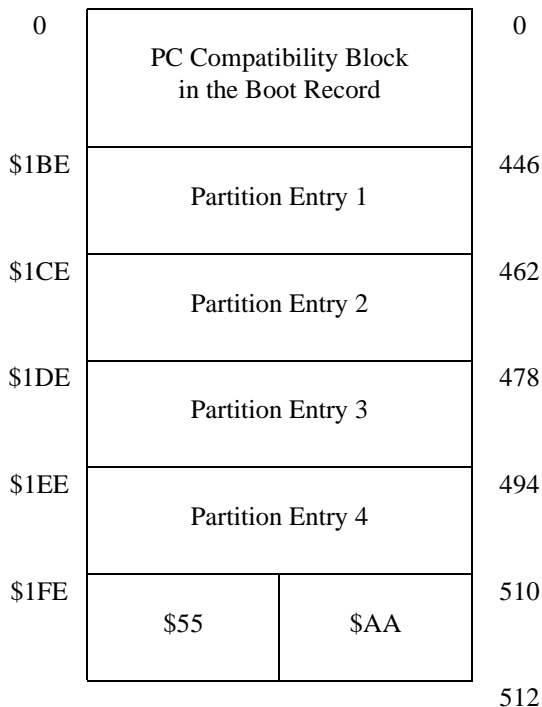 0
0
PC Compatibility Block
in the Boot Record
$1BE
446
Partition Entry 1
$1CE
462
Partition Entry 2
$1DE
478
Partition Entry 3
$1EE
494
Partition Entry 4
$1FE
510
$55
$AA
512